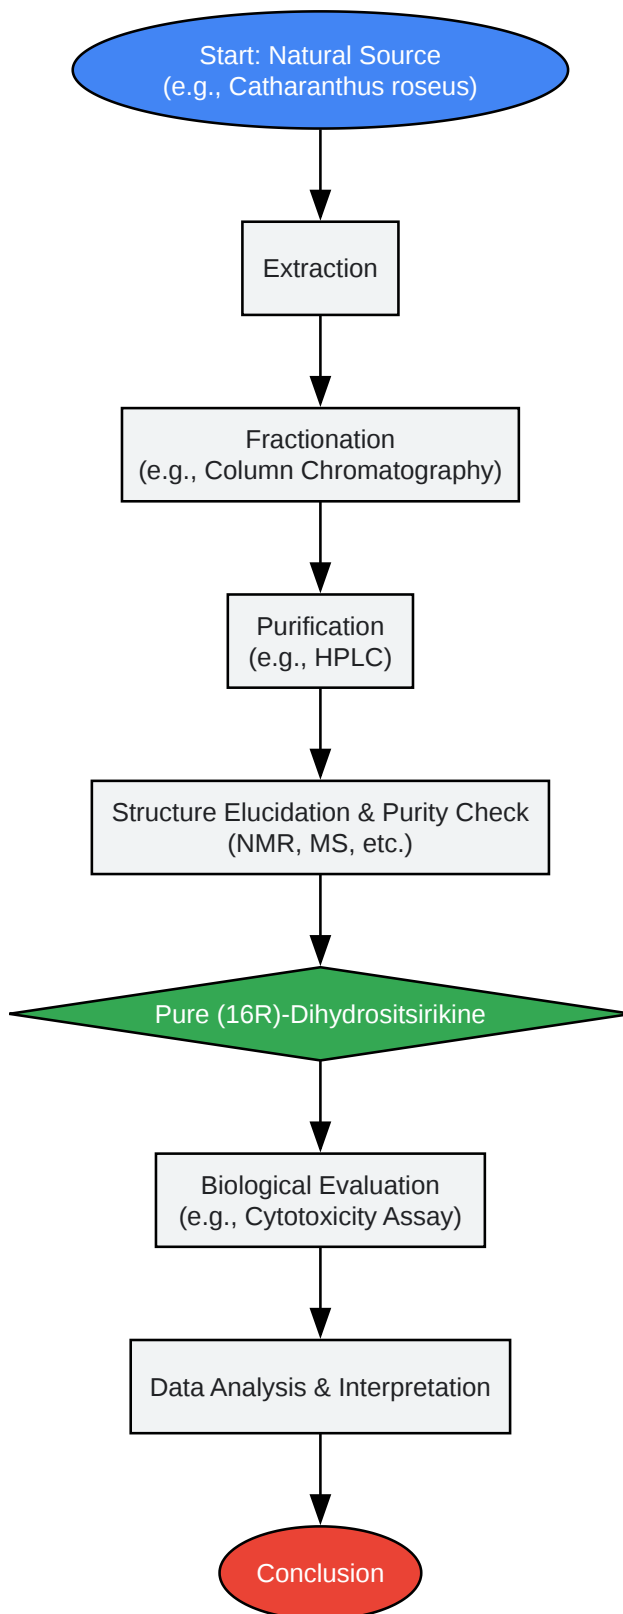 Start: Natural Source
(e.g., Catharanthus roseus)
Extraction
Fractionation
(e.g., Column Chromatography)
Purification
(e.g., HPLC)
Structure Elucidation & Purity Check
(NMR, MS, etc.)
Pure (16R)-Dihydrositsirikine
Biological Evaluation
(e.g., Cytotoxicity Assay)
Data Analysis & Interpretation
Conclusion